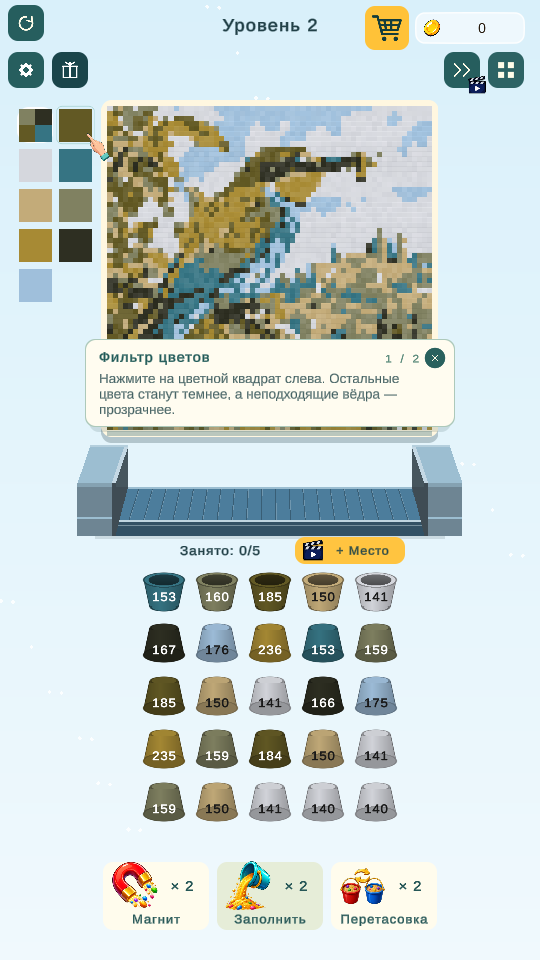 Уровень 2
0
Фильтр цветов
1 / 2
Нажмите на цветной квадрат слева. Остальные
цвета станут темнее, а неподходящие вёдра —
прозрачнее.
Занято: 0/5
+ Место
153 160 185 150 141
167 176 236 153 159
185 150 141 166 175
235 159 184 150 141
159 150 141 140 140
× 2 × 2 × 2
Магнит Заполнить Перетасовка